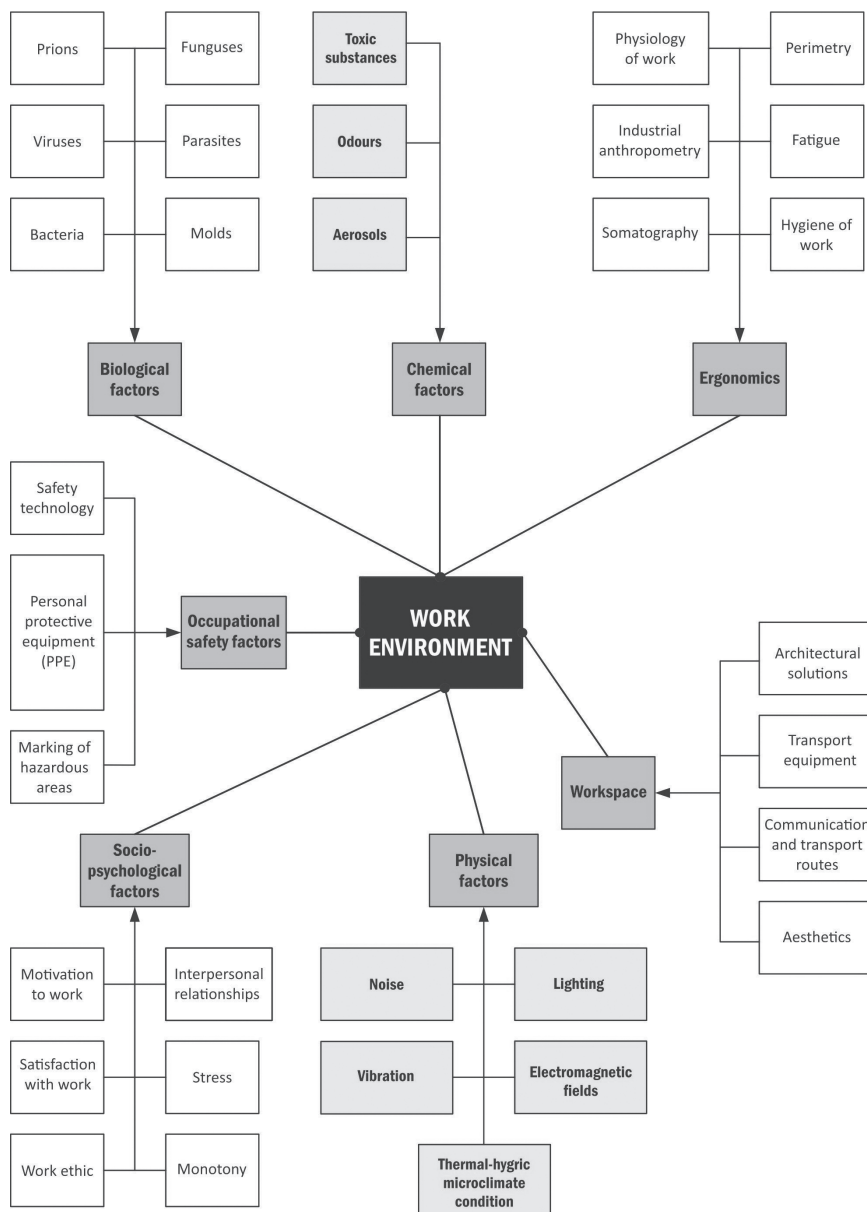 Prions
Funguses
Viruses
Parasites
Bacteria
Molds
Biological
factors
Toxic
substances
Odours
Aerosols
Chemical
factors
Physiology
of work
Perimetry
Industrial
anthropometry
Fatigue
Somatography
Hygiene of
work
Ergonomics
Safety
technology
Personal
protective
equipment
(PPE)
Marking of
hazardous
areas
Occupational
safety factors
WORK
ENVIRONMENT
Architectural
solutions
Transport
equipment
Communication
and transport
routes
Aesthetics
Workspace
Socio-
psychological
factors
Motivation
to work
Interpersonal
relationships
Satisfaction
with work
Stress
Work ethic
Monotony
Physical
factors
Noise
Lighting
Vibration
Electromagnetic
fields
Thermal-hygric
microclimate
condition